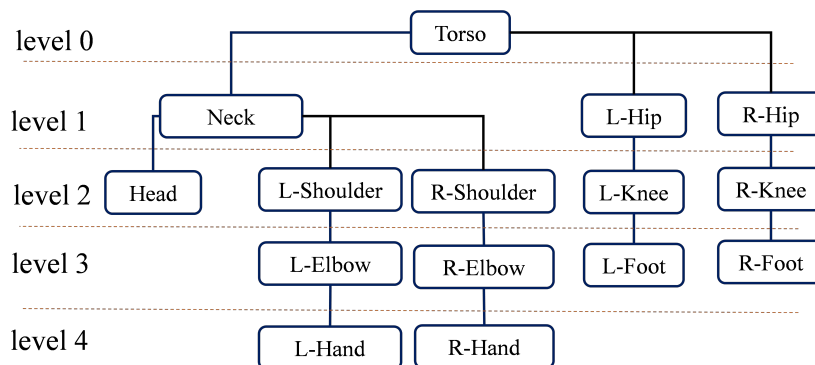 level 0
Torso
level 1
Neck
L-Hip
R-Hip
level 2
Head
L-Shoulder
R-Shoulder
L-Knee
R-Knee
level 3
L-Elbow
R-Elbow
L-Foot
R-Foot
level 4
L-Hand
R-Hand